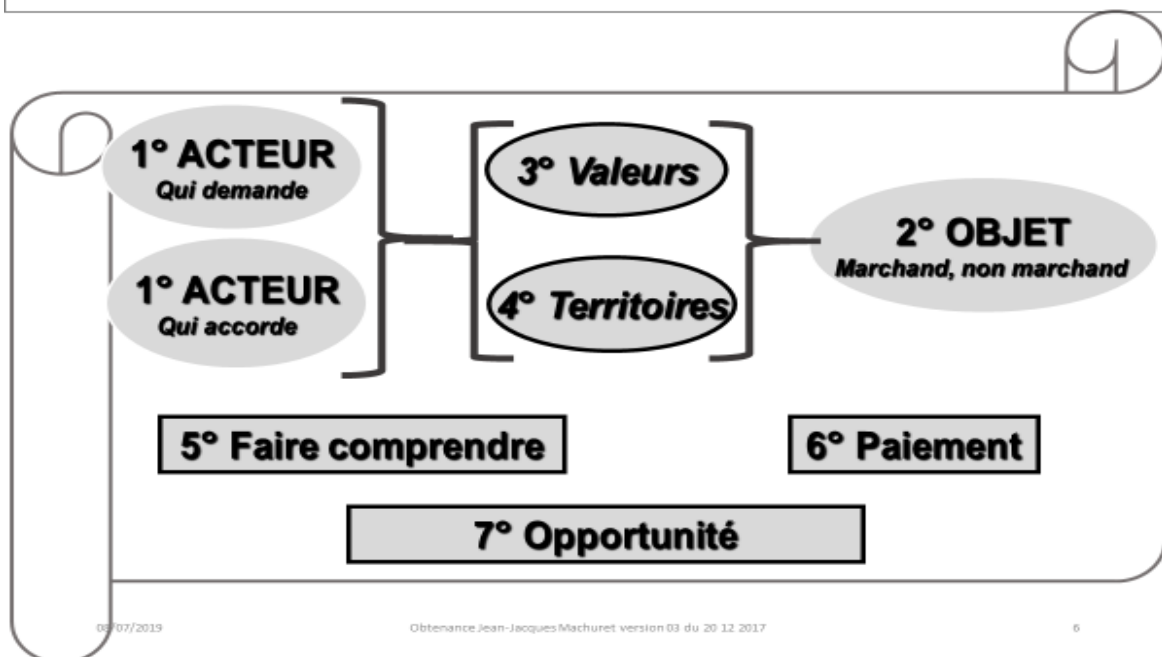 1° ACTEUR
Qui demande
1° ACTEUR
Qui accorde
3° Valeurs
4° Territoires
2° OBJET
Marchand, non marchand
5° Faire comprendre
6° Paiement
7° Opportunité
08/07/2019
Obtenance Jean-Jacques Machuret version 03 du 20 12 2017
6